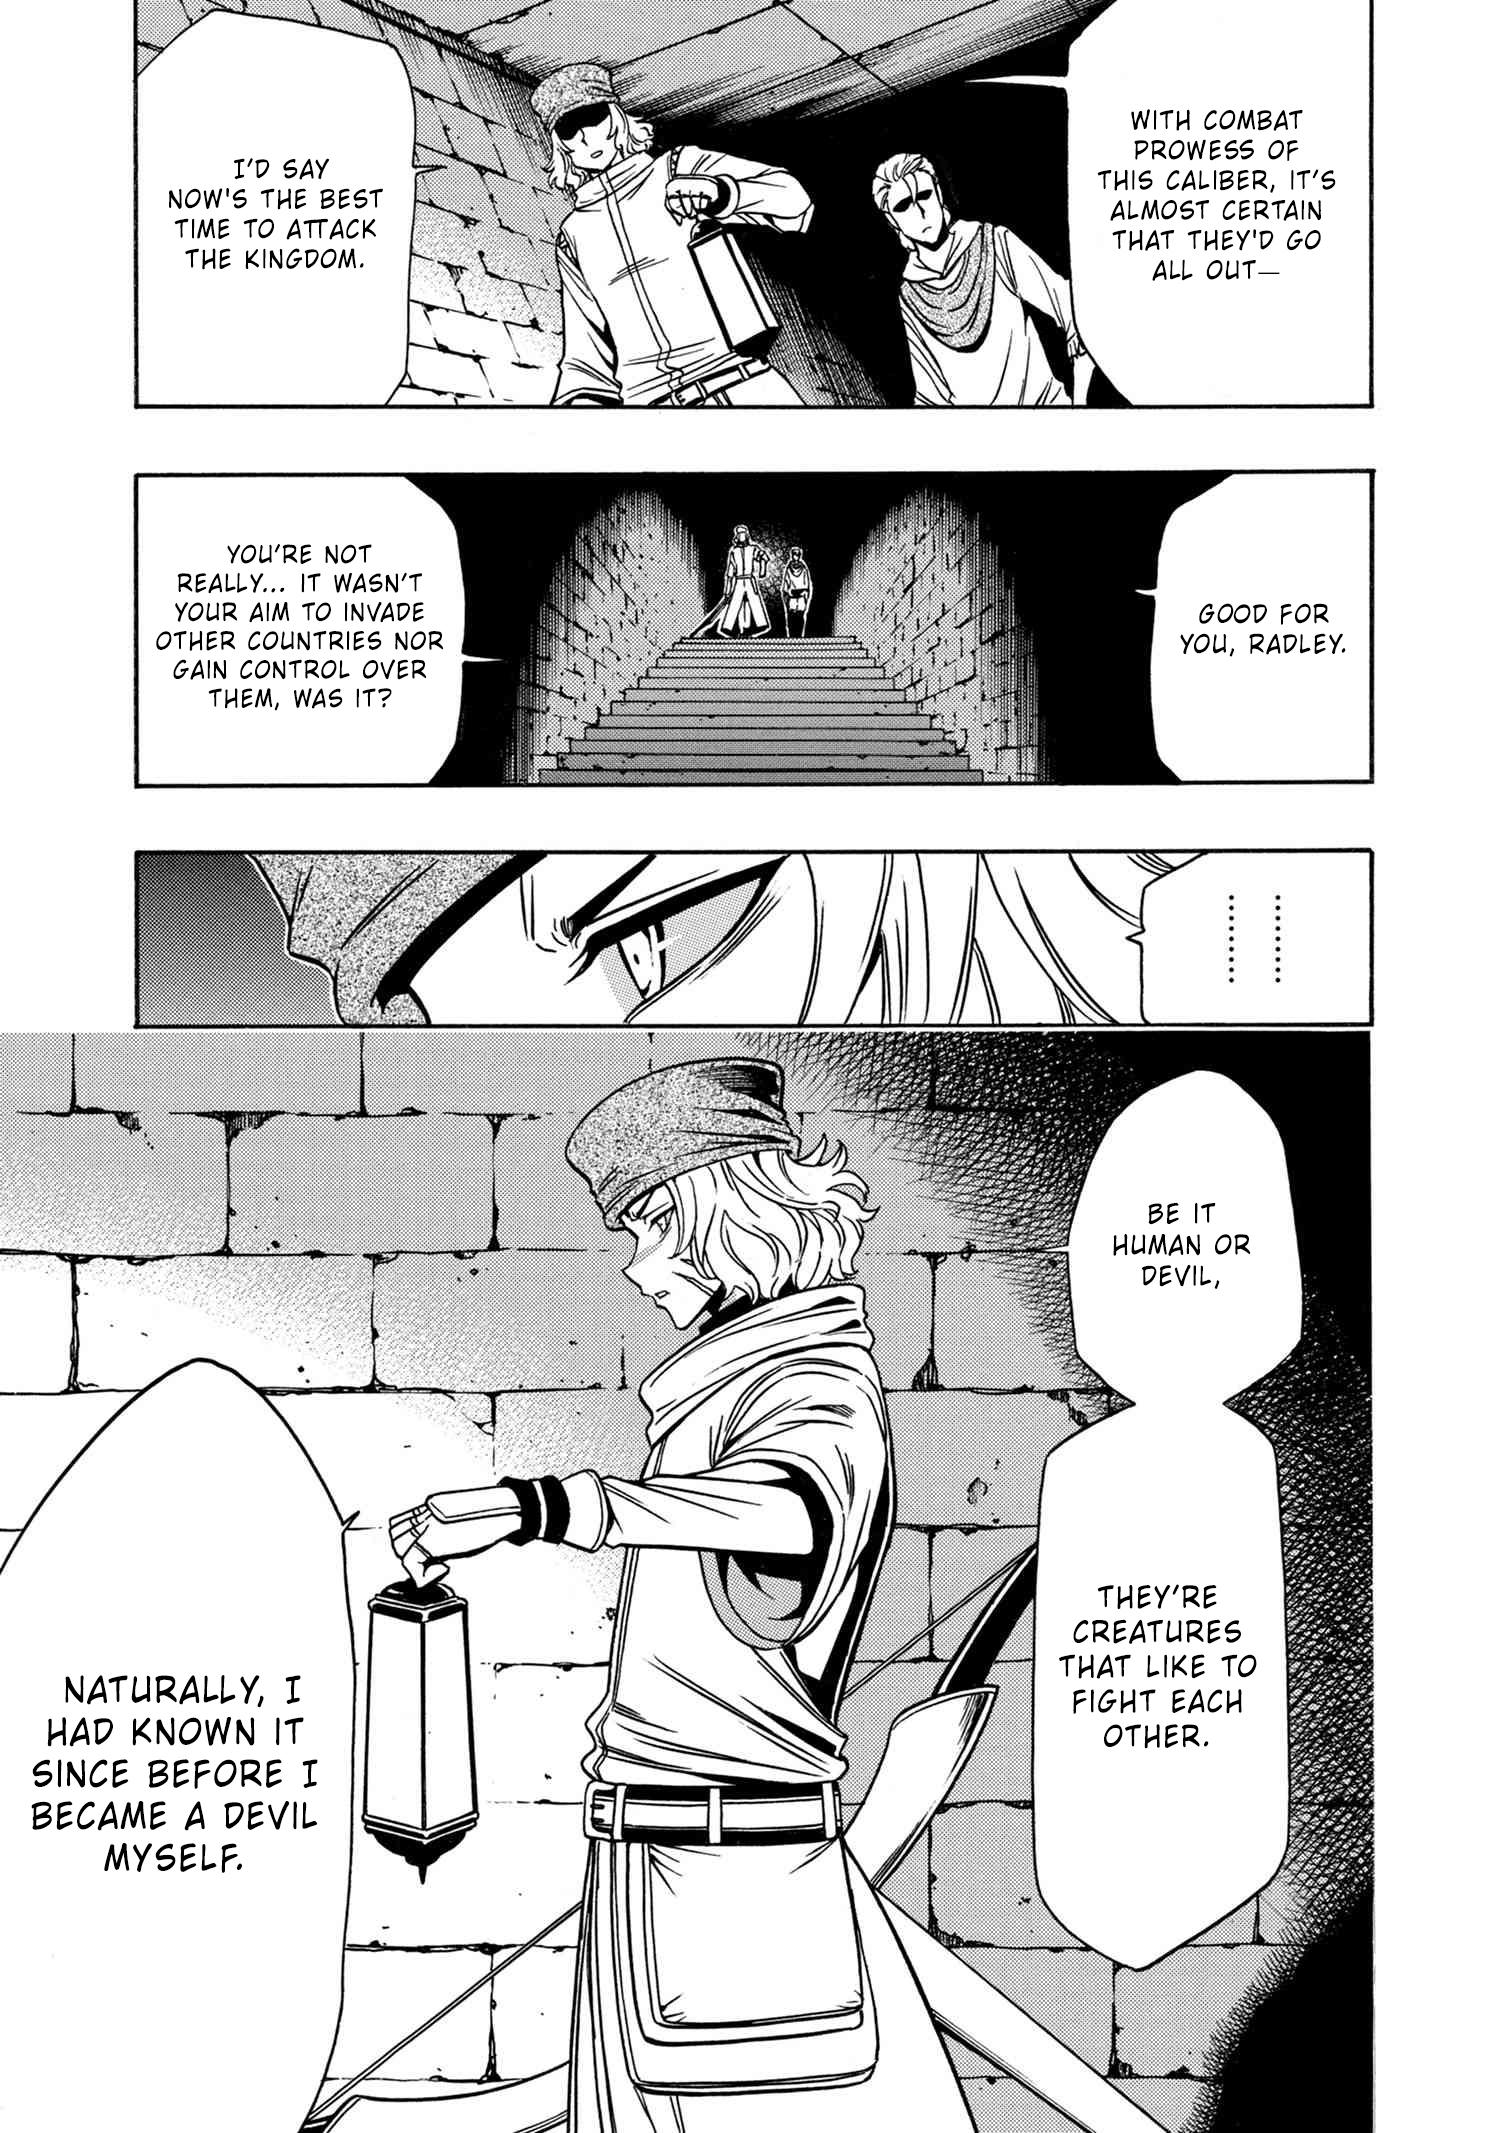 WITH COMBAT
PROWESS OF
THIS CALIBER, IT'S
ALMOST CERTAIN
THAT THEY'D GO
ALL OUT—
I'D SAY
NOW'S THE BEST
TIME TO ATTACK
THE KINGDOM.
GOOD FOR
YOU, RADLEY.
YOU'RE NOT
REALLY... IT WASN'T
YOUR AIM TO INVADE
OTHER COUNTRIES NOR
GAIN CONTROL OVER
THEM, WAS IT?
………
………
BE IT
HUMAN OR
DEVIL,
THEY'RE
CREATURES
THAT LIKE TO
FIGHT EACH
OTHER.
NATURALLY, I
HAD KNOWN IT
SINCE BEFORE I
BECAME A DEVIL
MYSELF.